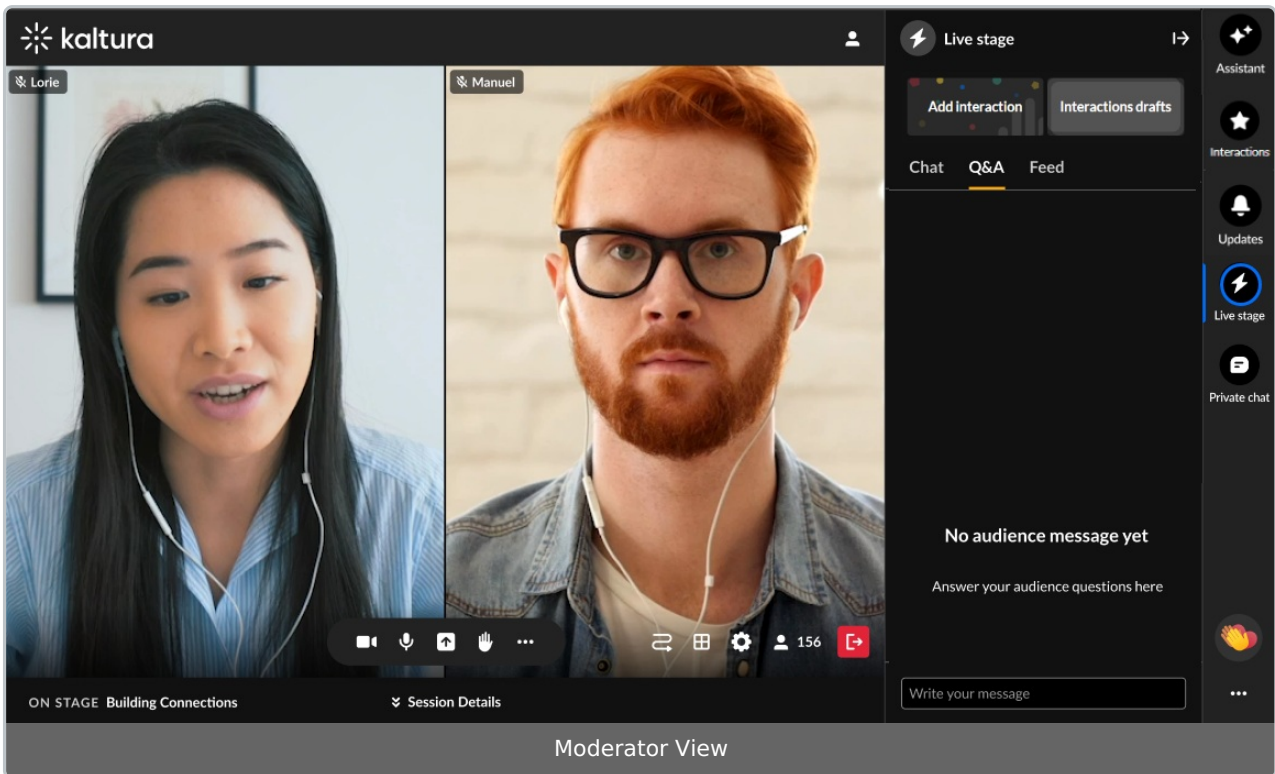 kaltura
Lorie
Manuel
156
ON STAGE Building Connections
Session Details
Live stage
Add interaction
Interactions drafts
Chat Q&A Feed
No audience message yet
Answer your audience questions here
Write your message
Assistant
Interactions
Updates
Live stage
Private chat
Moderator View